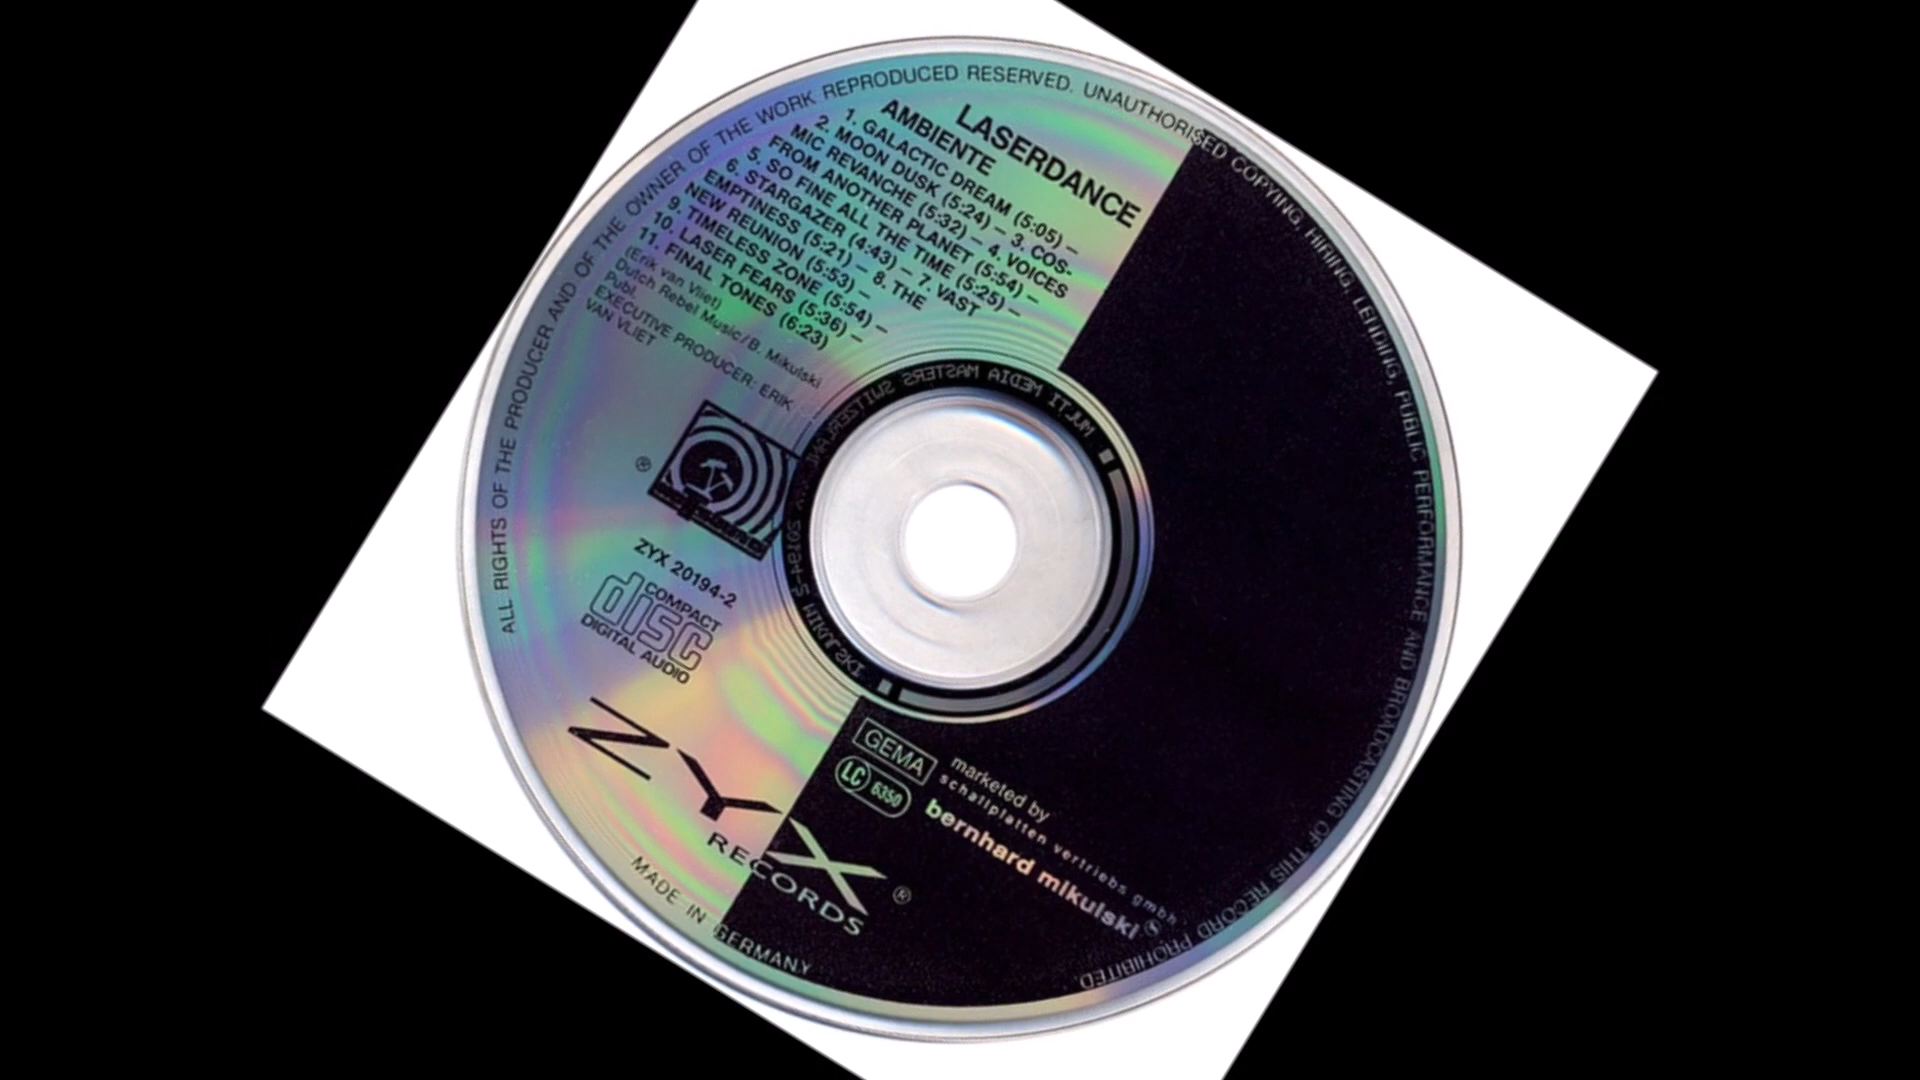 LASERDANCE
AMBIENTE
1. GALACTIC DREAM (5:05) –
2. MOON DUSK (5:24) – 3. COS-
MIC REVANCHE (5:32) – 4. VOICES
FROM ANOTHER PLANET (5:54) –
5. SO FINE ALL THE TIME (5:25) –
6. STARGAZER (4:43) – 7. VAST
EMPTINESS (5:21) – 8. THE
NEW REUNION (5:53) –
9. TIMELESS ZONE (5:54) –
10. LASER FEARS (5:36) –
11. FINAL TONES (6:23)
(Erik van Vliet)
Dutch Rebel Music/B. Mikulski
Publ.
EXECUTIVE PRODUCER: ERIK
VAN VLIET
®
ZYX 20194-2
COMPACT
disc
DIGITAL AUDIO
ZYX
RECORDS ®
GEMA
LC 6350
marketed by
schallplatten vertriebs gmbh
bernhard mikulski
ALL RIGHTS OF THE PRODUCER AND OF THE OWNER OF THE WORK REPRODUCED RESERVED. UNAUTHORISED COPYING, HIRING, LENDING, PUBLIC PERFORMANCE AND BROADCASTING OF THIS RECORD PROHIBITED.
MADE IN GERMANY
MULTI MEDIA MASTERS SWITZERLAND 20194-2 MIKULSKI